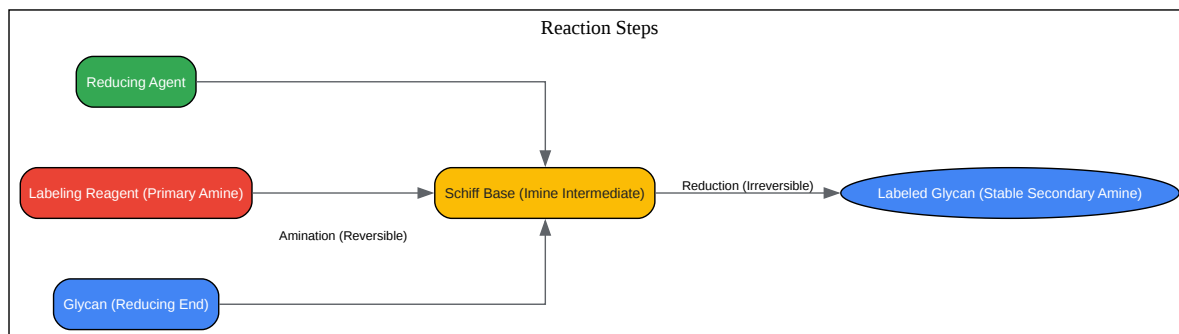 Reaction Steps
Reducing Agent
Labeling Reagent (Primary Amine)
Schiff Base (Imine Intermediate)
Reduction (Irreversible)
Labeled Glycan (Stable Secondary Amine)
Amination (Reversible)
Glycan (Reducing End)